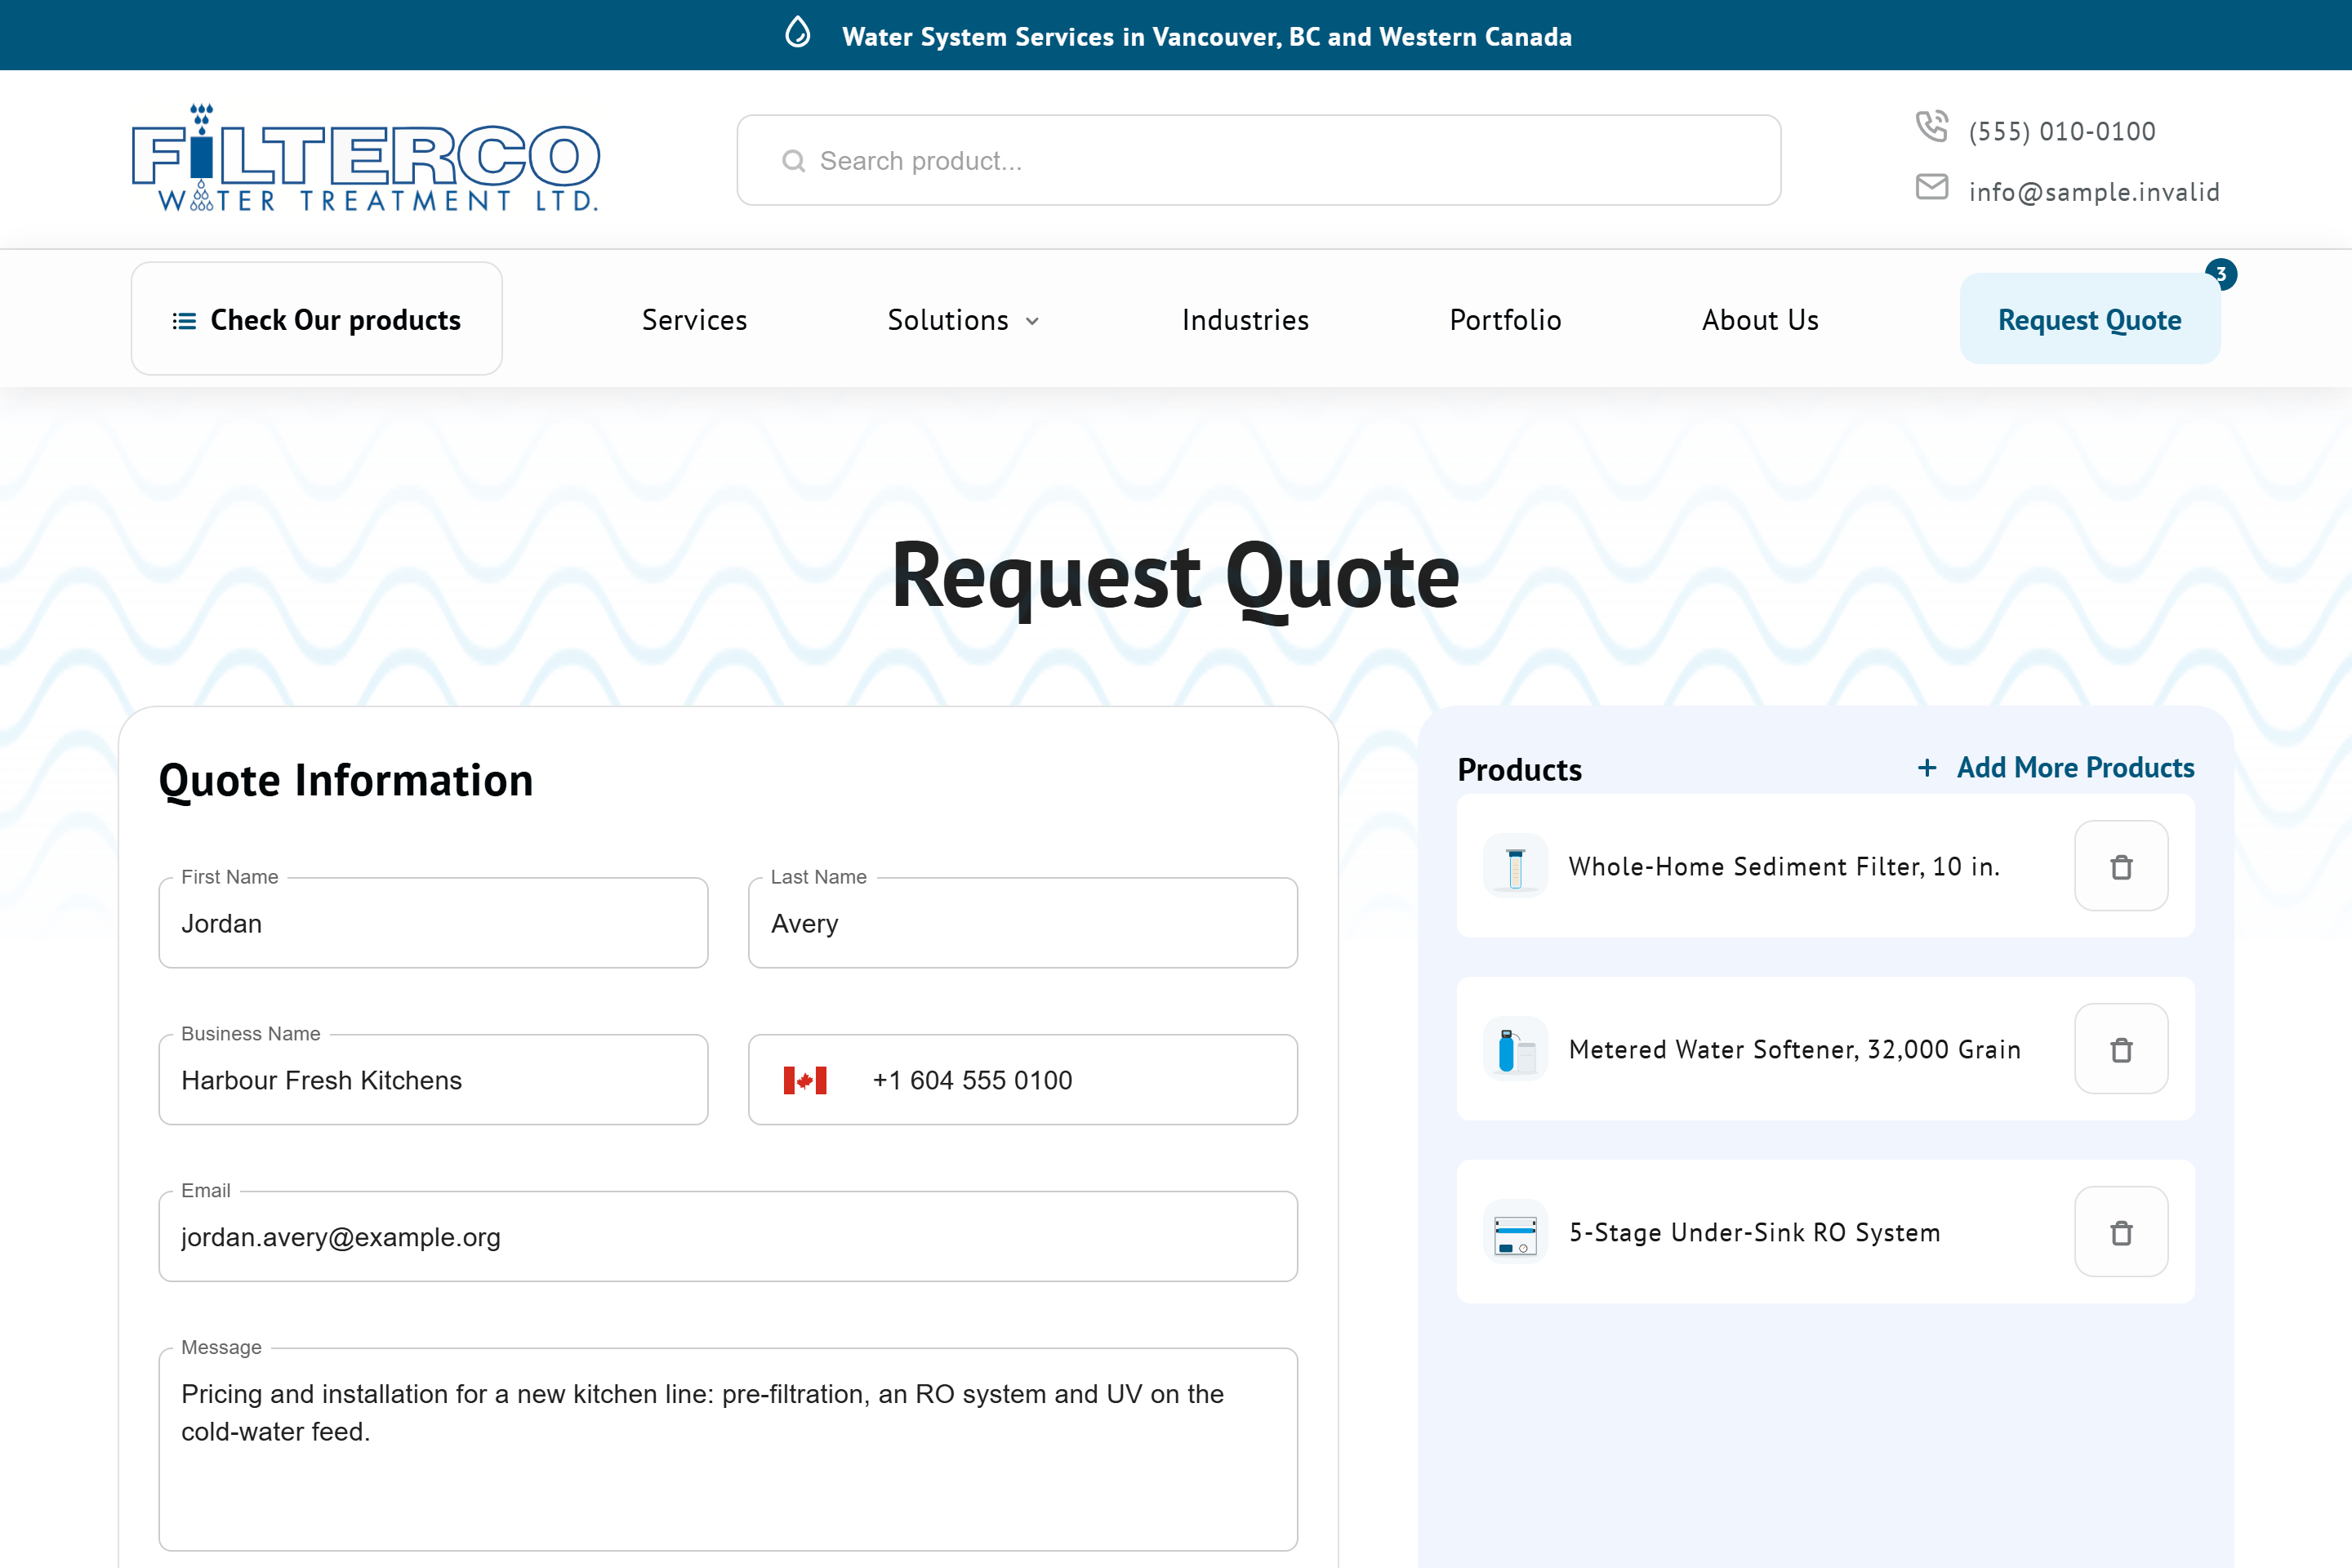 Water System Services in Vancouver, BC and Western Canada
FILTERCO
WATER TREATMENT LTD.
Search product...
(555) 010-0100
info@sample.invalid
Check Our products
Services
Solutions
Industries
Portfolio
About Us
Request Quote
3
Request Quote
Quote Information
First Name
Jordan
Last Name
Avery
Business Name
Harbour Fresh Kitchens
+1 604 555 0100
Email
jordan.avery@example.org
Message
Pricing and installation for a new kitchen line: pre-filtration, an RO system and UV on the
cold-water feed.
Products
+ Add More Products
Whole-Home Sediment Filter, 10 in.
Metered Water Softener, 32,000 Grain
5-Stage Under-Sink RO System